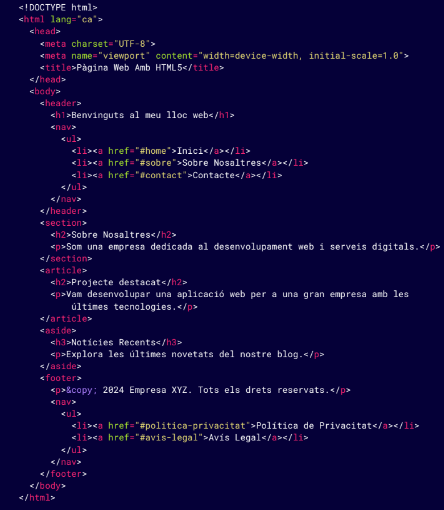 <!DOCTYPE html>
<html lang="ca">
<head>
<meta charset="UTF-8">
<meta name="viewport" content="width=device-width, initial-scale=1.0">
<title>Pàgina Web Amb HTML5</title>
</head>
<body>
<header>
<h1>Benvinguts al meu lloc web</h1>
<nav>
<ul>
<li><a href="#home">Inici</a></li>
<li><a href="#sobre">Sobre Nosaltres</a></li>
<li><a href="#contact">Contacte</a></li>
</ul>
</nav>
</header>
<section>
<h2>Sobre Nosaltres</h2>
<p>Som una empresa dedicada al desenvolupament web i serveis digitals.</p>
</section>
<article>
<h2>Projecte destacat</h2>
<p>Vam desenvolupar una aplicació web per a una gran empresa amb les
últimes tecnologies.</p>
</article>
<aside>
<h3>Notícies Recents</h3>
<p>Explora les últimes novetats del nostre blog.</p>
</aside>
<footer>
<p>&copy; 2024 Empresa XYZ. Tots els drets reservats.</p>
<nav>
<ul>
<li><a href="#politica-privacitat">Política de Privacitat</a></li>
<li><a href="#avis-legal">Avís Legal</a></li>
</ul>
</nav>
</footer>
</body>
</html>